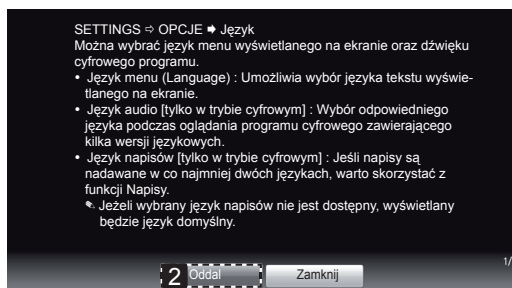 SETTINGS ⇨ OPCJE ➡ Język
Można wybrać język menu wyświetlanego na ekranie oraz dźwięku
cyfrowego programu.
• Język menu (Language) : Umożliwia wybór języka tekstu wyświe-
tlanego na ekranie.
• Język audio [tylko w trybie cyfrowym] : Wybór odpowiedniego
języka podczas oglądania programu cyfrowego zawierającego
kilka wersji językowych.
• Język napisów [tylko w trybie cyfrowym] : Jeśli napisy są
nadawane w co najmniej dwóch językach, warto skorzystać z
funkcji Napisy.
✎ Jeżeli wybrany język napisów nie jest dostępny, wyświetlany
będzie język domyślny.
1/
2 Oddal Zamknij